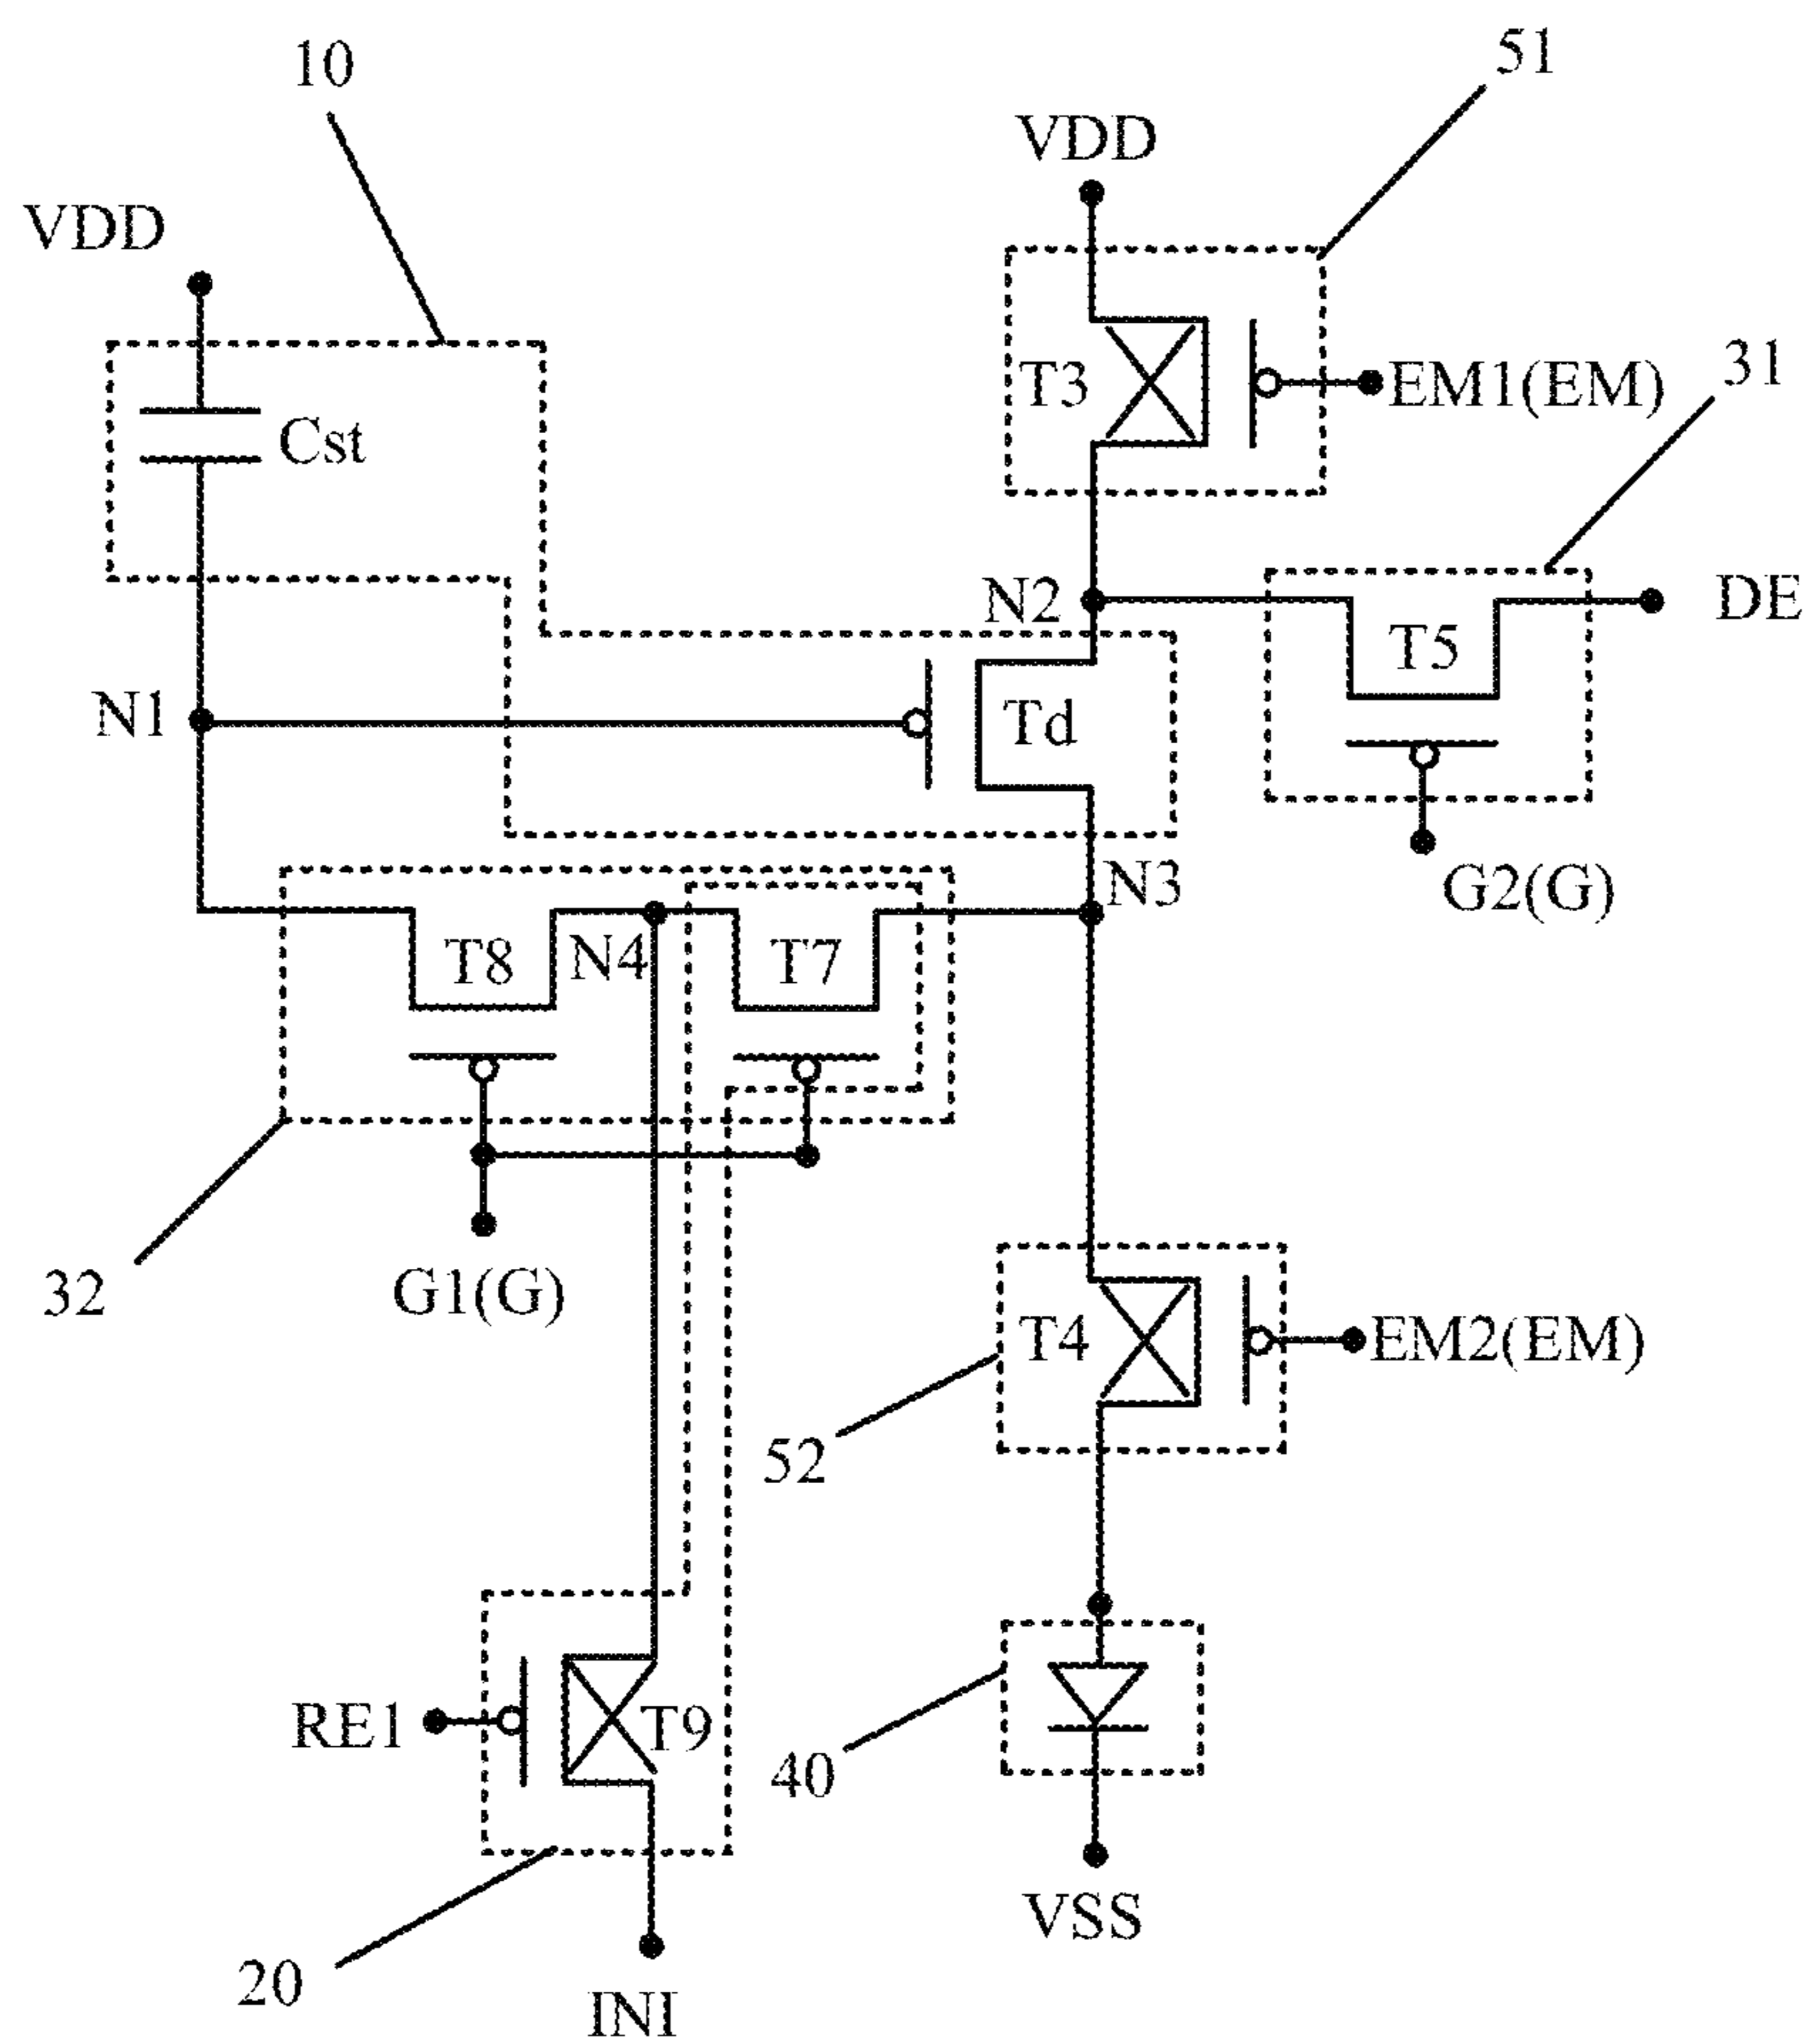 10
51
VDD
VDD
T3
EM1(EM)
31
Cst
N2
DE
T5
N1
Td
N3
G2(G)
T8
N4
T7
32
G1(G)
T4
EM2(EM)
52
RE1
T9
40
VSS
20
INI